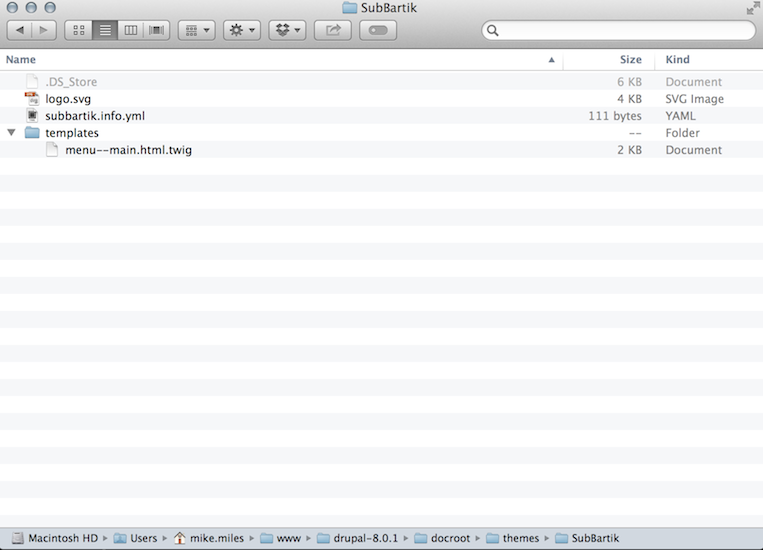 SubBartik
Name Size Kind
.DS_Store 6 KB Document
logo.svg 4 KB SVG Image
subbartik.info.yml 111 bytes YAML
templates -- Folder
menu--main.html.twig 2 KB Document
Macintosh HD ▸ Users ▸ mike.miles ▸ www ▸ drupal-8.0.1 ▸ docroot ▸ themes ▸ SubBartik